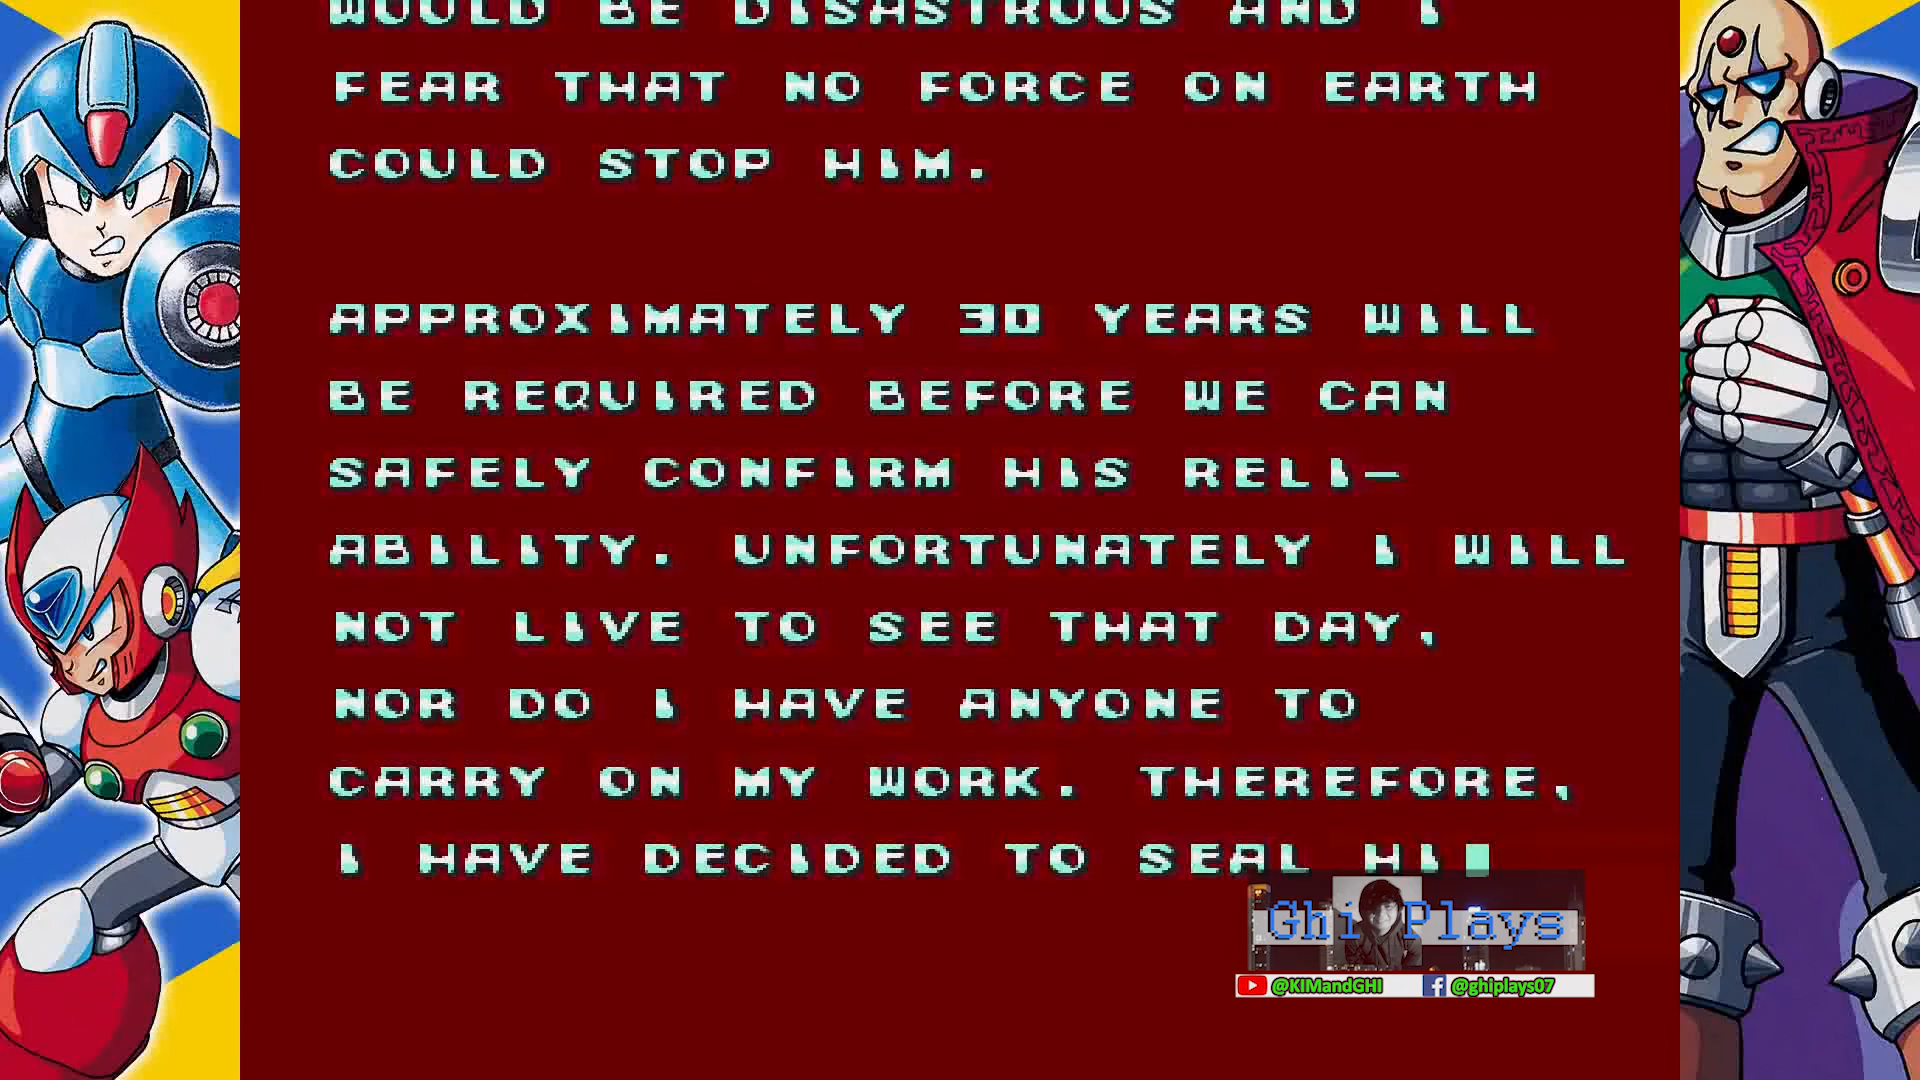 WOULD BE DISASTROUS AND I
FEAR THAT NO FORCE ON EARTH
COULD STOP HIM.
APPROXIMATELY 30 YEARS WILL
BE REQUIRED BEFORE WE CAN
SAFELY CONFIRM HIS RELI-
ABILITY. UNFORTUNATELY I WILL
NOT LIVE TO SEE THAT DAY,
NOR DO I HAVE ANYONE TO
CARRY ON MY WORK. THEREFORE,
I HAVE DECIDED TO SEAL HI
Ghi Plays
@KIMandGHI @ghiplays07